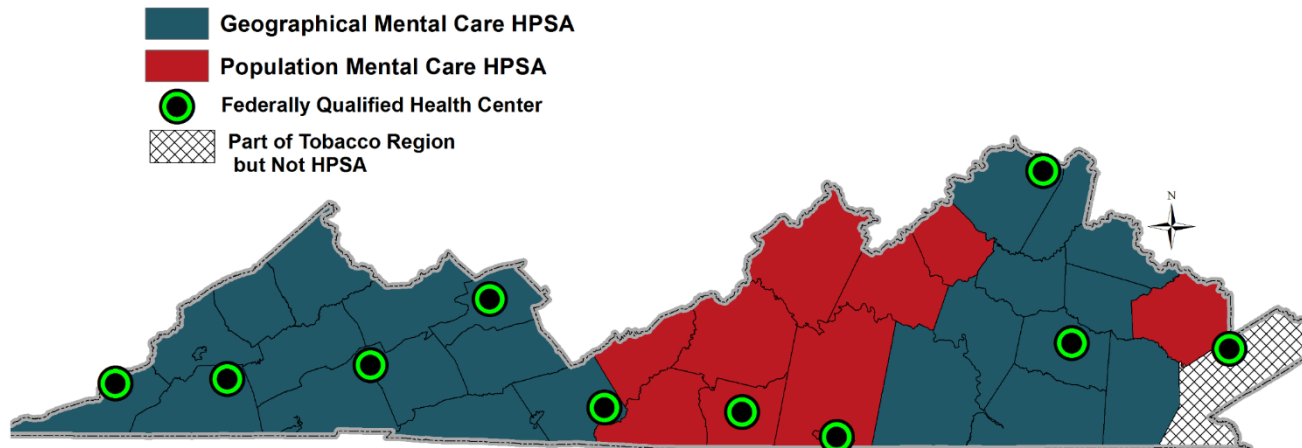 Geographical Mental Care HPSA
Population Mental Care HPSA
Federally Qualified Health Center
Part of Tobacco Region
but Not HPSA
N